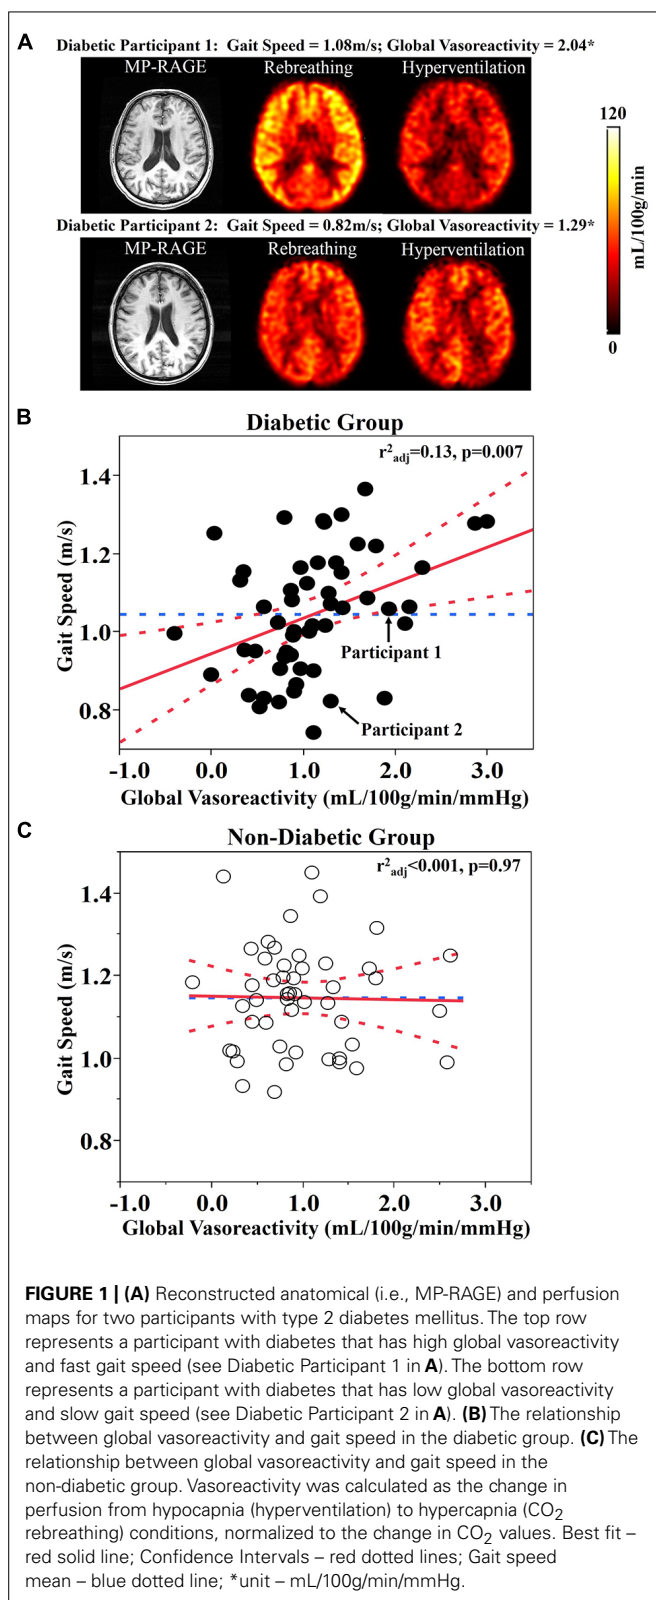 A
Diabetic Participant 1: Gait Speed = 1.08m/s; Global Vasoreactivity = 2.04*
MP-RAGE Rebreathing Hyperventilation
120
mL/100g/min
0
Diabetic Participant 2: Gait Speed = 0.82m/s; Global Vasoreactivity = 1.29*
MP-RAGE Rebreathing Hyperventilation
B
Diabetic Group
r²adj=0.13, p=0.007
1.4
1.2
1.0
0.8
Gait Speed (m/s)
Participant 1
Participant 2
-1.0 0.0 1.0 2.0 3.0
Global Vasoreactivity (mL/100g/min/mmHg)
C
Non-Diabetic Group
r²adj<0.001, p=0.97
1.4
1.2
1.0
0.8
Gait Speed (m/s)
-1.0 0.0 1.0 2.0 3.0
Global Vasoreactivity (mL/100g/min/mmHg)
FIGURE 1 | (A) Reconstructed anatomical (i.e., MP-RAGE) and perfusion
maps for two participants with type 2 diabetes mellitus. The top row
represents a participant with diabetes that has high global vasoreactivity
and fast gait speed (see Diabetic Participant 1 in A). The bottom row
represents a participant with diabetes that has low global vasoreactivity
and slow gait speed (see Diabetic Participant 2 in A). (B) The relationship
between global vasoreactivity and gait speed in the diabetic group. (C) The
relationship between global vasoreactivity and gait speed in the
non-diabetic group. Vasoreactivity was calculated as the change in
perfusion from hypocapnia (hyperventilation) to hypercapnia (CO₂
rebreathing) conditions, normalized to the change in CO₂ values. Best fit –
red solid line; Confidence Intervals – red dotted lines; Gait speed
mean – blue dotted line; *unit – mL/100g/min/mmHg.